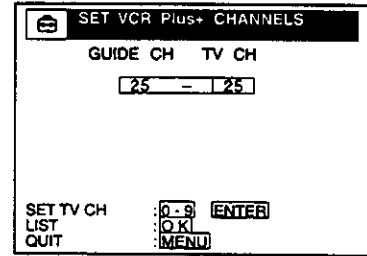 SET VCR Plus+ CHANNELS
GUIDE CH TV CH
25 – 25
SET TV CH :0-9 ENTER
LIST :OK
QUIT :MENU